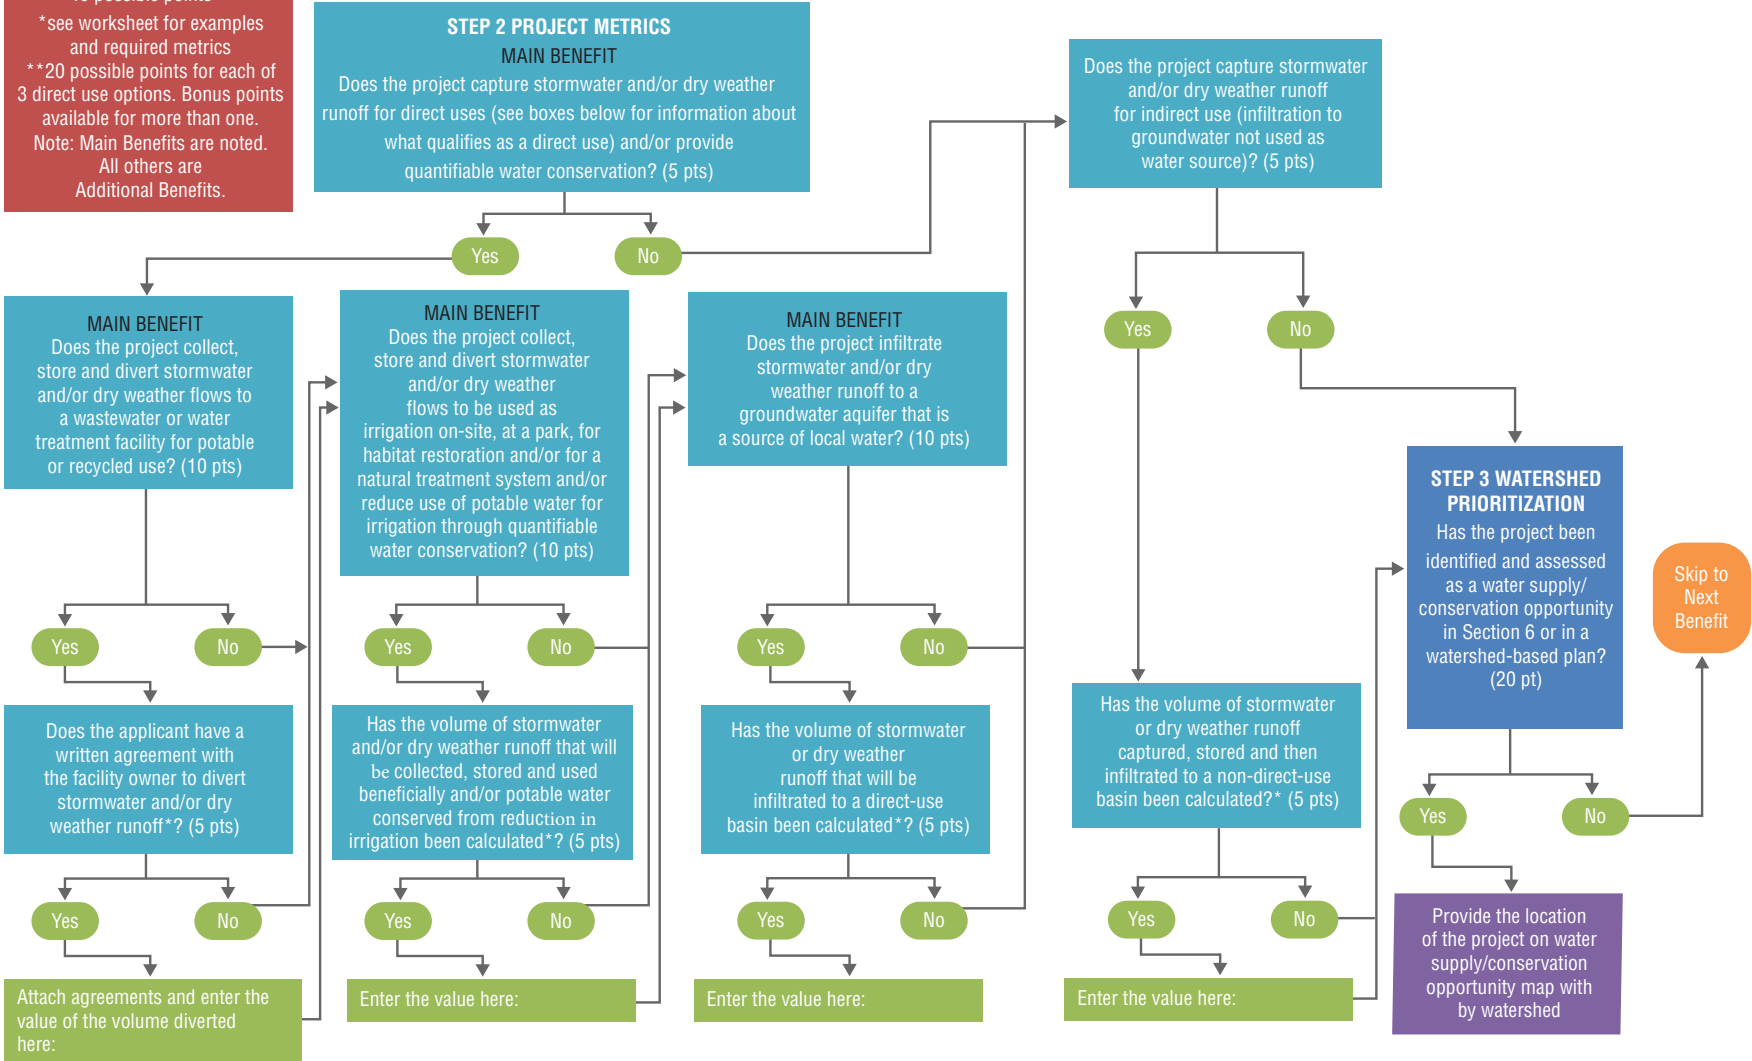 *see worksheet for examples
and required metrics
**20 possible points for each of
3 direct use options. Bonus points
available for more than one.
Note: Main Benefits are noted.
All others are
Additional Benefits.
STEP 2 PROJECT METRICS
MAIN BENEFIT
Does the project capture stormwater and/or dry weather
runoff for direct uses (see boxes below for information about
what qualifies as a direct use) and/or provide
quantifiable water conservation? (5 pts)
Does the project capture stormwater
and/or dry weather runoff
for indirect use (infiltration to
groundwater not used as
water source)? (5 pts)
Yes
No
Yes
No
MAIN BENEFIT
Does the project collect,
store and divert stormwater
and/or dry weather flows to
a wastewater or water
treatment facility for potable
or recycled use? (10 pts)
MAIN BENEFIT
Does the project collect,
store and divert stormwater
and/or dry weather
flows to be used as
irrigation on-site, at a park, for
habitat restoration and/or for a
natural treatment system and/or
reduce use of potable water for
irrigation through quantifiable
water conservation? (10 pts)
MAIN BENEFIT
Does the project infiltrate
stormwater and/or dry
weather runoff to a
groundwater aquifer that is
a source of local water? (10 pts)
STEP 3 WATERSHED
PRIORITIZATION
Has the project been
identified and assessed
as a water supply/
conservation opportunity
in Section 6 or in a
watershed-based plan?
(20 pt)
Skip to
Next
Benefit
Yes
No
Yes
No
Yes
No
Does the applicant have a
written agreement with
the facility owner to divert
stormwater and/or dry
weather runoff*? (5 pts)
Has the volume of stormwater
and/or dry weather runoff that will
be collected, stored and used
beneficially and/or potable water
conserved from reduction in
irrigation been calculated*? (5 pts)
Has the volume of stormwater
or dry weather
runoff that will be
infiltrated to a direct-use
basin been calculated*? (5 pts)
Has the volume of stormwater
or dry weather runoff
captured, stored and then
infiltrated to a non-direct-use
basin been calculated?* (5 pts)
Yes
No
Yes
No
Yes
No
Yes
No
Yes
No
Attach agreements and enter the
value of the volume diverted
here:
Enter the value here:
Enter the value here:
Enter the value here:
Provide the location
of the project on water
supply/conservation
opportunity map with
by watershed